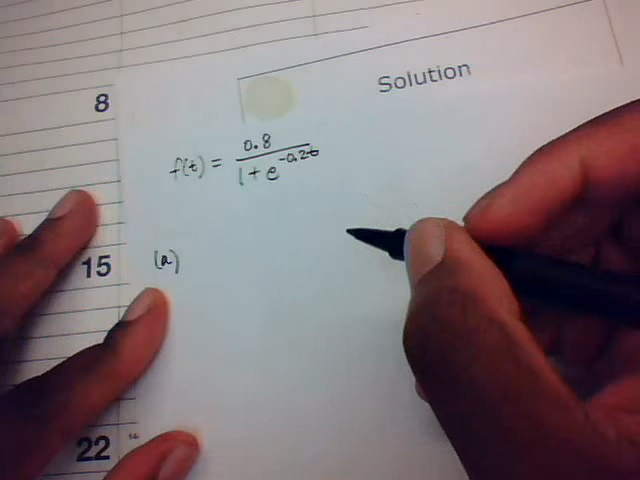 8
Solution
f(t) = 0.8 / 1 + e^-0.2t
15
(a)
22